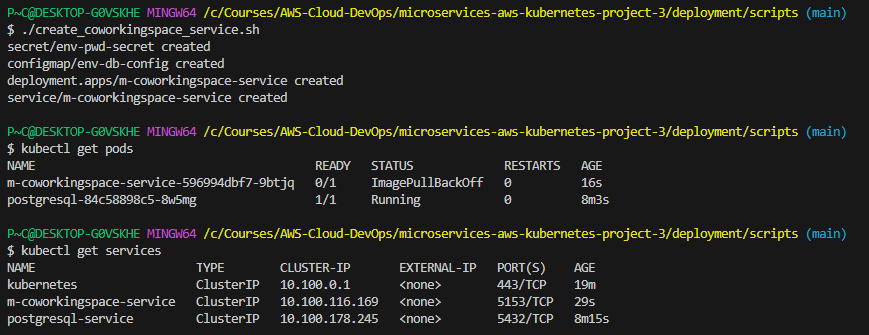 P~C@DESKTOP-G0VSKHE MINGW64 /c/Courses/AWS-Cloud-DevOps/microservices-aws-kubernetes-project-3/deployment/scripts (main)
$ ./create_coworkingspace_service.sh
secret/env-pwd-secret created
configmap/env-db-config created
deployment.apps/m-coworkingspace-service created
service/m-coworkingspace-service created

P~C@DESKTOP-G0VSKHE MINGW64 /c/Courses/AWS-Cloud-DevOps/microservices-aws-kubernetes-project-3/deployment/scripts (main)
$ kubectl get pods
NAME READY STATUS RESTARTS AGE
m-coworkingspace-service-596994dbf7-9btjq 0/1 ImagePullBackOff 0 16s
postgresql-84c58898c5-8w5mg 1/1 Running 0 8m3s

P~C@DESKTOP-G0VSKHE MINGW64 /c/Courses/AWS-Cloud-DevOps/microservices-aws-kubernetes-project-3/deployment/scripts (main)
$ kubectl get services
NAME TYPE CLUSTER-IP EXTERNAL-IP PORT(S) AGE
kubernetes ClusterIP 10.100.0.1 <none> 443/TCP 19m
m-coworkingspace-service ClusterIP 10.100.116.169 <none> 5153/TCP 29s
postgresql-service ClusterIP 10.100.178.245 <none> 5432/TCP 8m15s